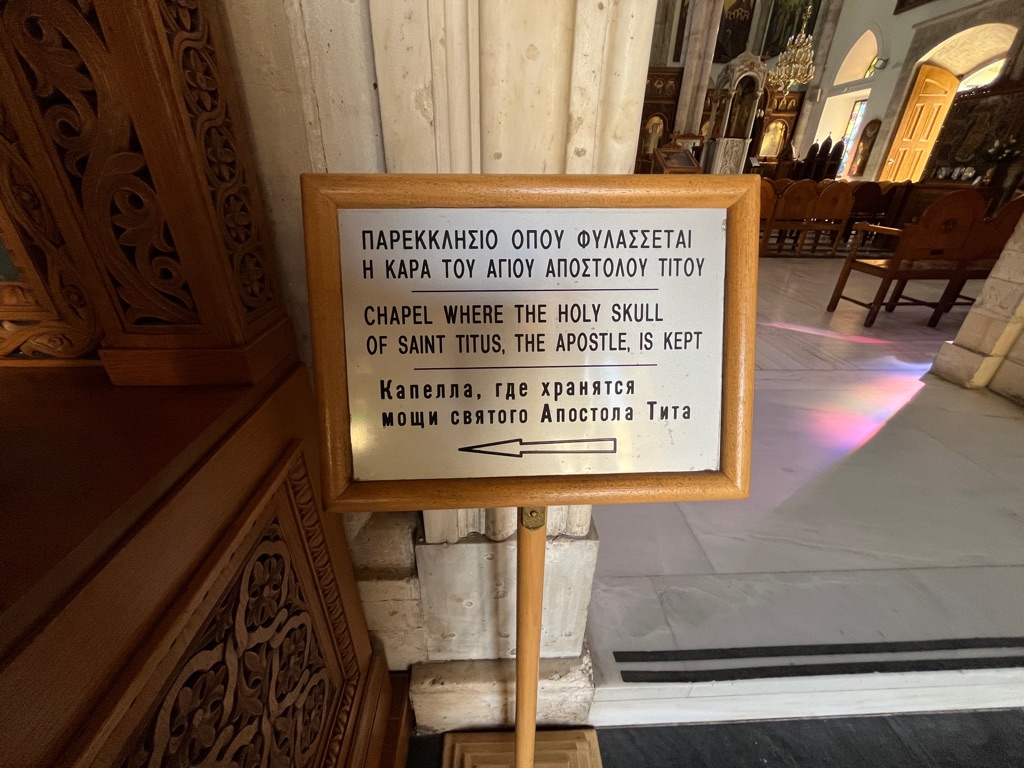 ΠΑΡΕΚΚΛΗΣΙΟ ΟΠΟΥ ΦΥΛΑΣΣΕΤΑΙ
Η ΚΑΡΑ ΤΟΥ ΑΓΙΟΥ ΑΠΟΣΤΟΛΟΥ ΤΙΤΟΥ
CHAPEL WHERE THE HOLY SKULL
OF SAINT TITUS, THE APOSTLE, IS KEPT
Капелла, где хранятся
мощи святого Апостола Тита